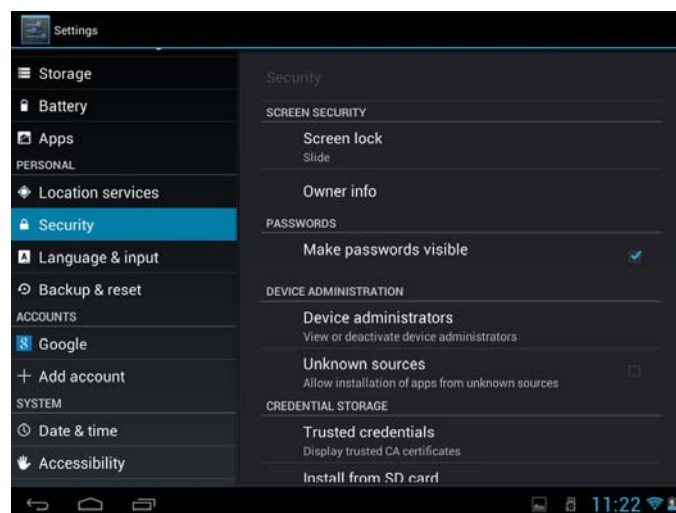 Settings
Storage
Battery
Apps
PERSONAL
Location services
Security
Language & input
Backup & reset
ACCOUNTS
Google
Add account
SYSTEM
Date & time
Accessibility
Security
SCREEN SECURITY
Screen lock
Slide
Owner info
PASSWORDS
Make passwords visible
DEVICE ADMINISTRATION
Device administrators
View or deactivate device administrators
Unknown sources
Allow installation of apps from unknown sources
CREDENTIAL STORAGE
Trusted credentials
Display trusted CA certificates
Install from SD card
11:22